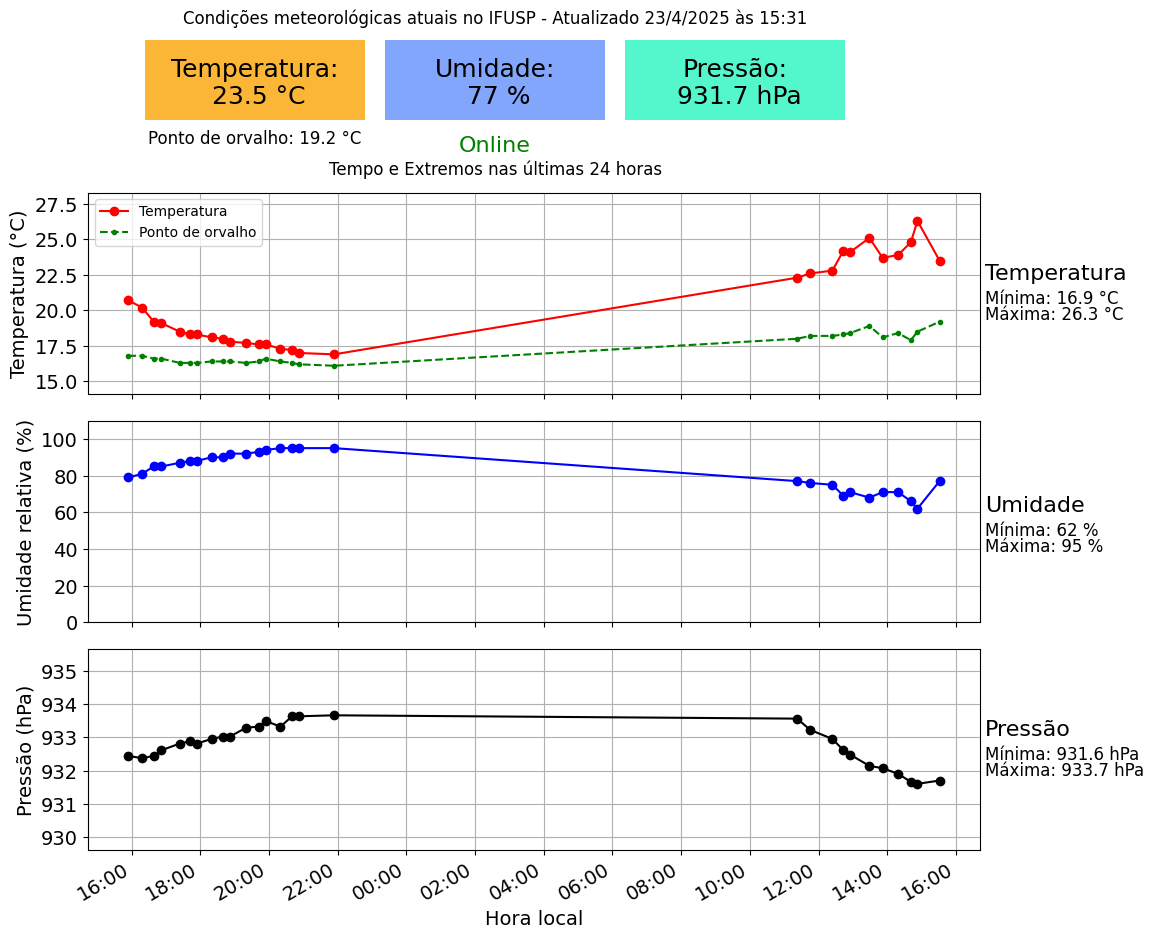 Condições meteorológicas atuais no IFUSP - Atualizado 23/4/2025 às 15:31
Temperatura:
23.5 °C
Umidade:
77 %
Pressão:
931.7 hPa
Ponto de orvalho: 19.2 °C
Online
Tempo e Extremos nas últimas 24 horas
Temperatura (°C)
27.5
25.0
22.5
20.0
17.5
15.0
Temperatura
Ponto de orvalho
Temperatura
Mínima: 16.9 °C
Máxima: 26.3 °C
Umidade relativa (%)
100
80
60
40
20
0
Umidade
Mínima: 62 %
Máxima: 95 %
Pressão (hPa)
935
934
933
932
931
930
Pressão
Mínima: 931.6 hPa
Máxima: 933.7 hPa
16:00 18:00 20:00 22:00 00:00 02:00 04:00 06:00 08:00 10:00 12:00 14:00 16:00
Hora local